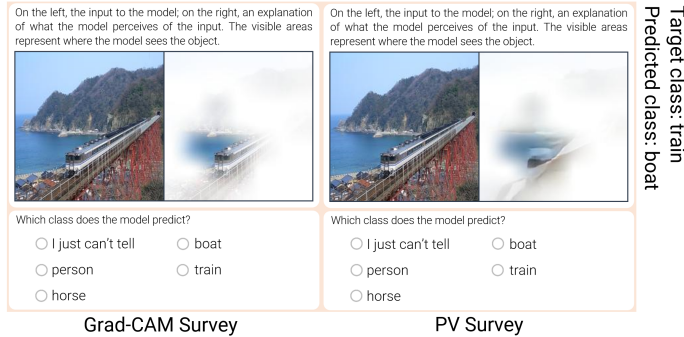 On the left, the input to the model; on the right, an explanation
of what the model perceives of the input. The visible areas
represent where the model sees the object.
Which class does the model predict?
I just can't tell
boat
person
train
horse
Grad-CAM Survey
On the left, the input to the model; on the right, an explanation
of what the model perceives of the input. The visible areas
represent where the model sees the object.
Which class does the model predict?
I just can't tell
boat
person
train
horse
PV Survey
Target class: train
Predicted class: boat